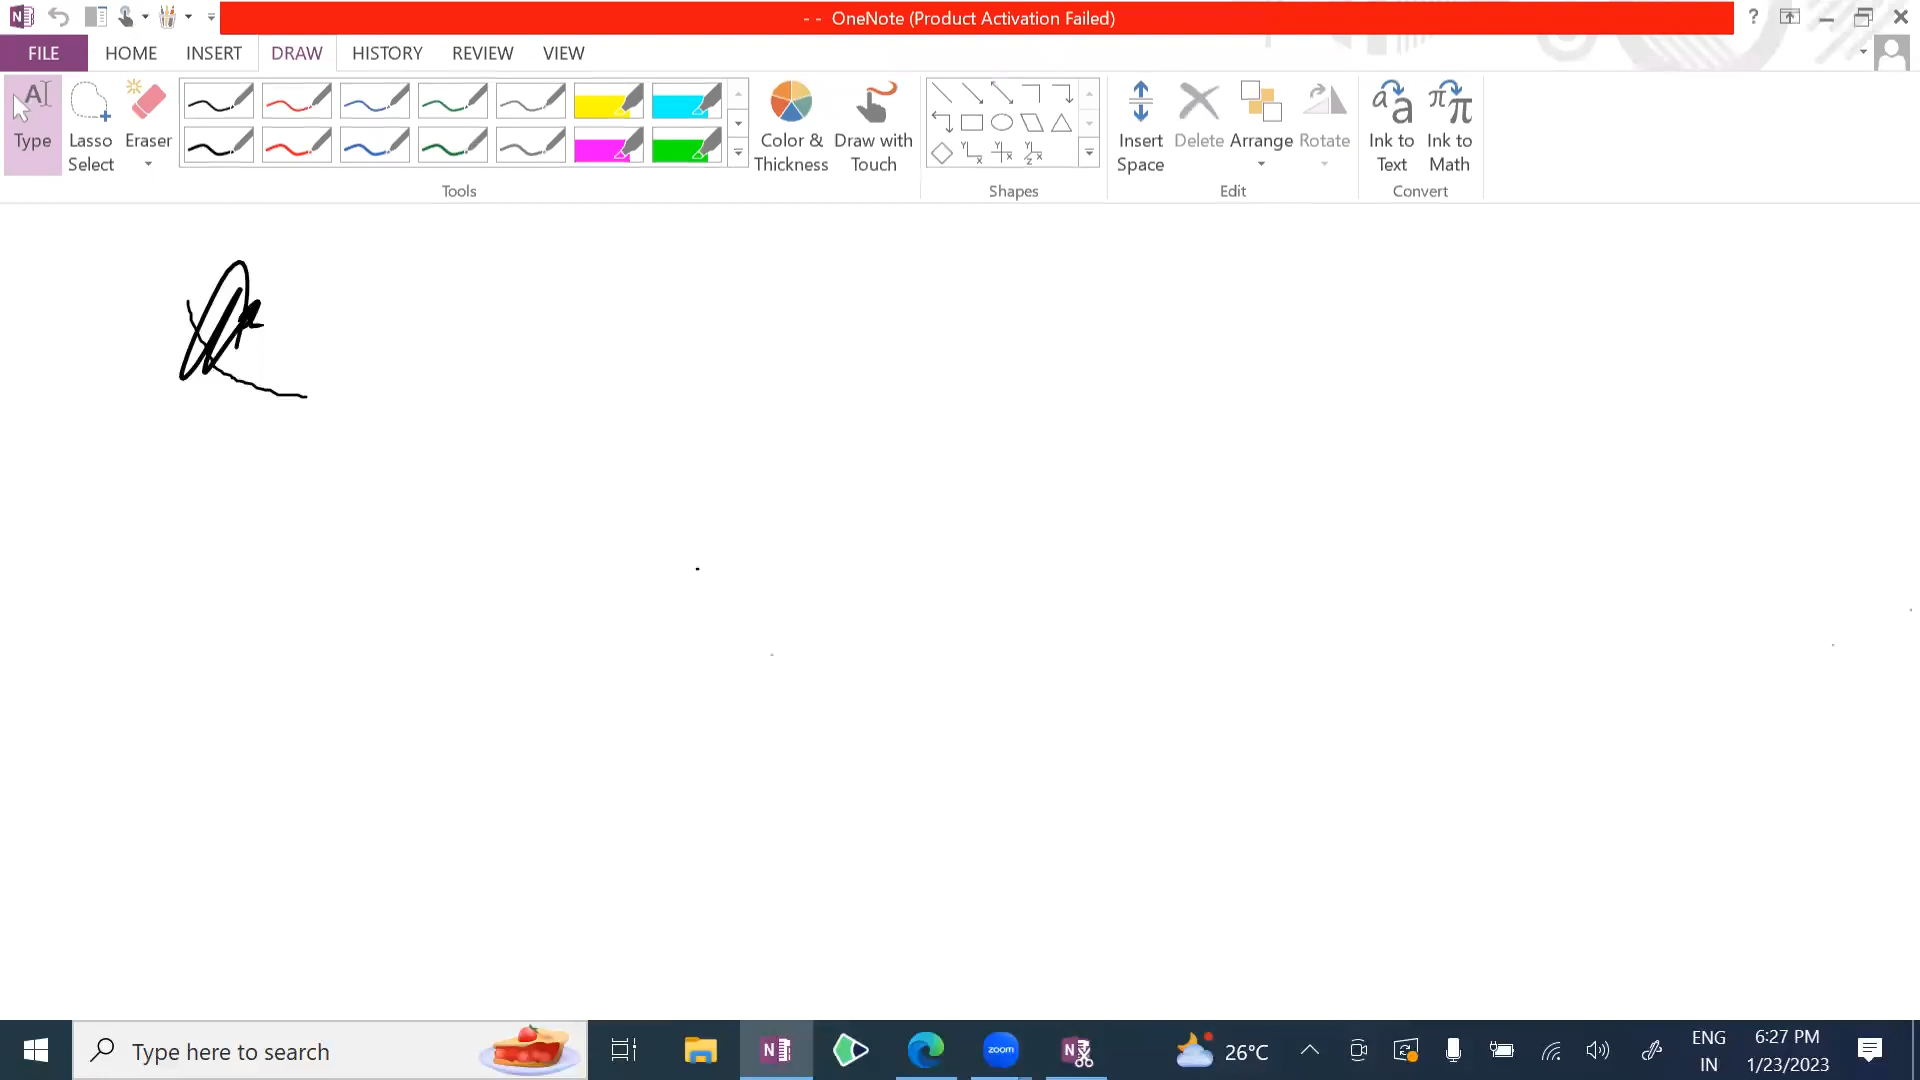 - - OneNote (Product Activation Failed)
?
FILE HOME INSERT DRAW HISTORY REVIEW VIEW
Type
Lasso Select
Eraser
Color & Thickness
Draw with Touch
Insert Space
Delete
Arrange
Rotate
Ink to Text
Ink to Math
Tools
Shapes
Edit
Convert
Type here to search
zoom
26°C
ENG
IN
6:27 PM
1/23/2023